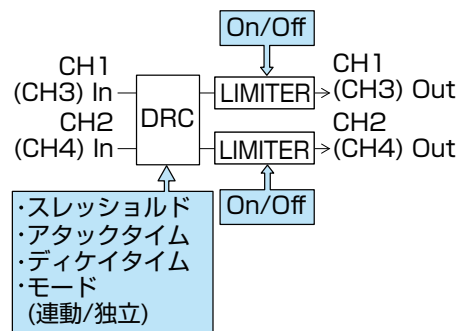 On/Off
CH1
(CH3) In
CH2
(CH4) In
DRC
LIMITER
LIMITER
CH1
(CH3) Out
CH2
(CH4) Out
On/Off
・スレッショルド
・アタックタイム
・ディケイタイム
・モード
(連動/独立)